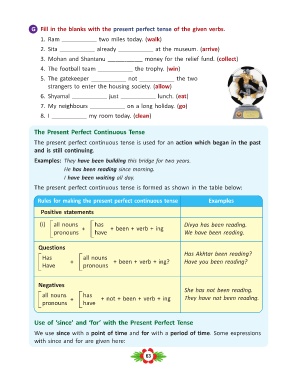 G Fill in the blanks with the present perfect tense of the given verbs.
1. Ram ____________ two miles today. (walk)
2. Sita ____________ already ____________ at the museum. (arrive)
3. Mohan and Shantanu ____________ money for the relief fund. (collect)
4. The football team ____________ the trophy. (win)
5. The gatekeeper ____________ not ____________ the two
strangers to enter the housing society. (allow)
6. Shyamal ____________ just ____________ lunch. (eat)
7. My neighbours ____________ on a long holiday. (go)
8. I ____________ my room today. (clean)
The Present Perfect Continuous Tense
The present perfect continuous tense is used for an action which began in the past
and is still continuing.
Examples: They have been building this bridge for two years.
He has been reading since morning.
I have been waiting all day.
The present perfect continuous tense is formed as shown in the table below:
Rules for making the present perfect continuous tense Examples
Positive statements
(i) all nouns pronouns + has have + been + verb + ing
Divya has been reading.
We have been reading.
Questions
Has Have + all nouns pronouns + been + verb + ing?
Has Akhtar been reading?
Have you been reading?
Negatives
all nouns pronouns + has have + not + been + verb + ing
She has not been reading.
They have not been reading.
Use of 'since' and 'for' with the Present Perfect Tense
We use since with a point of time and for with a period of time. Some expressions
with since and for are given here:
63